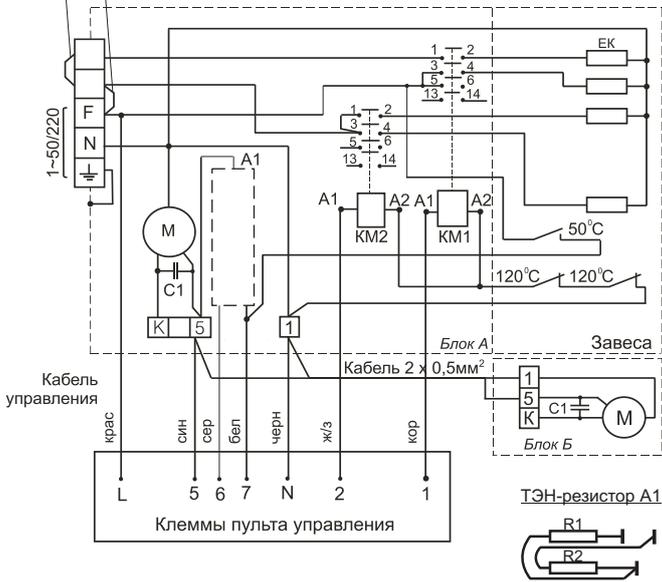 ЕК
1 2
3 4
5 6
13 14
F
1 2
3 4
5 6
13 14
N
1~50/220
A1
A1 A2 A1 A2
КМ2 КМ1
50°C
M
C1
120°C 120°C
K 5
1
Блок А
Завеса
Кабель 2 х 0,5мм²
Кабель
управления
1
5
К
C1
M
Блок Б
крас
син
сер
бел
черн
ж/з
кор
L 5 6 7 N 2 1
Клеммы пульта управления
ТЭН-резистор А1
R1
R2